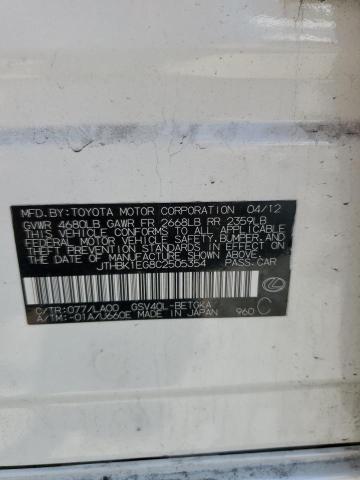 MFD.BY:TOYOTA MOTOR CORPORATION 04/12
GVWR 4680LB GAWR FR 2668LB RR 2359LB
THIS VEHICLE CONFORMS TO ALL APPLICABLE
FEDERAL MOTOR VEHICLE SAFETY,BUMPER,AND
THEFT PREVENTION STANDARDS IN EFFECT ON
THE DATE OF MANUFACTURE SHOWN ABOVE.
JTHBK1EG8C2505354 PASS.CAR
C/TR:077/LA00 GSV40L-BETGKA
A/TM:-01A/U660E MADE IN JAPAN 960 C